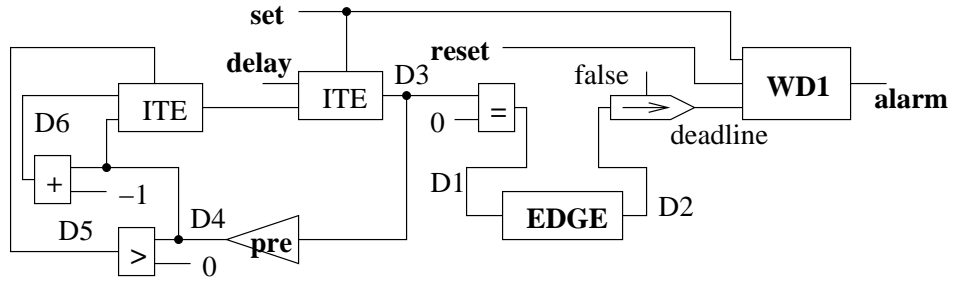 set
reset
delay
D3
false
WD1
alarm
ITE
ITE
=
0
deadline
D6
+
−1
D1
EDGE
D2
D5
D4
>
pre
0